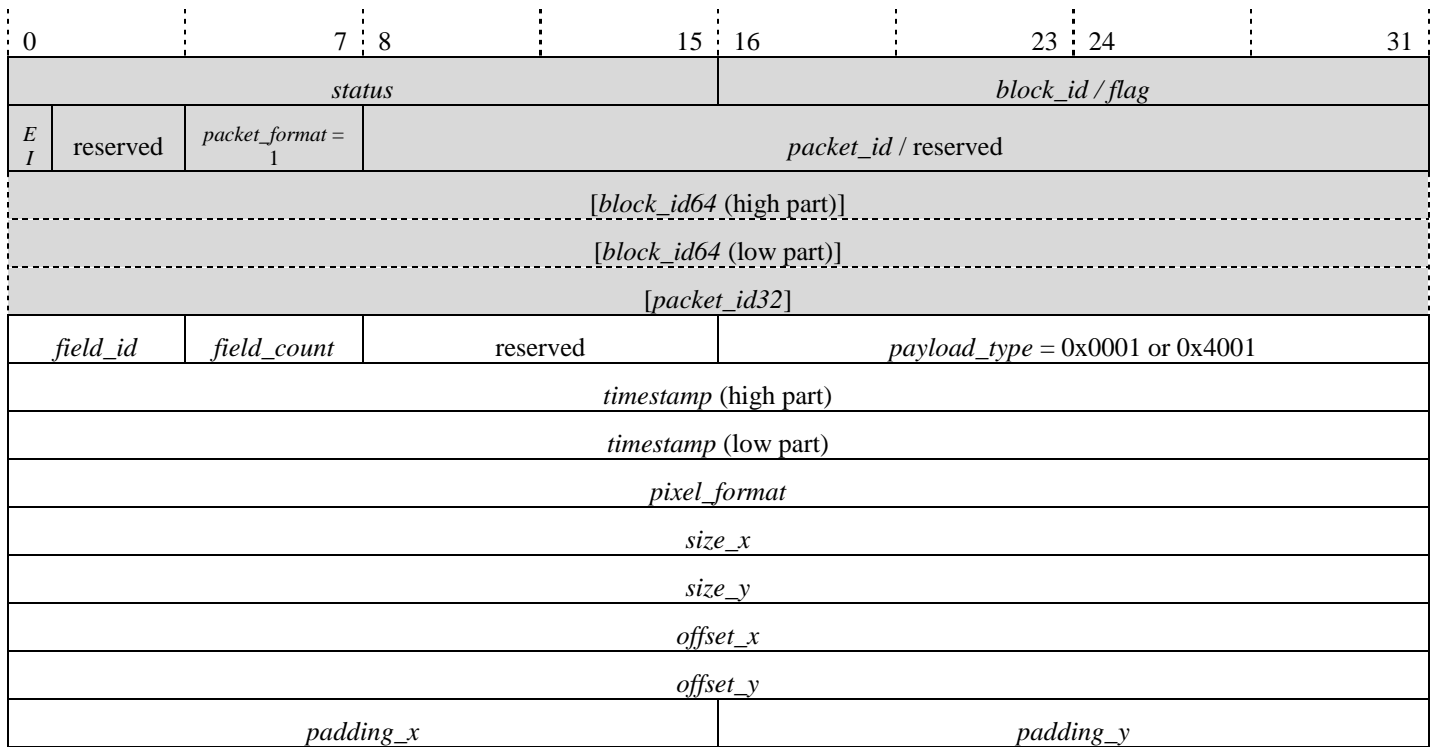 0 7 8 15 16 23 24 31
status block_id / flag
E
I reserved packet_format =
1 packet_id / reserved
[block_id64 (high part)]
[block_id64 (low part)]
[packet_id32]
field_id field_count reserved payload_type = 0x0001 or 0x4001
timestamp (high part)
timestamp (low part)
pixel_format
size_x
size_y
offset_x
offset_y
padding_x padding_y